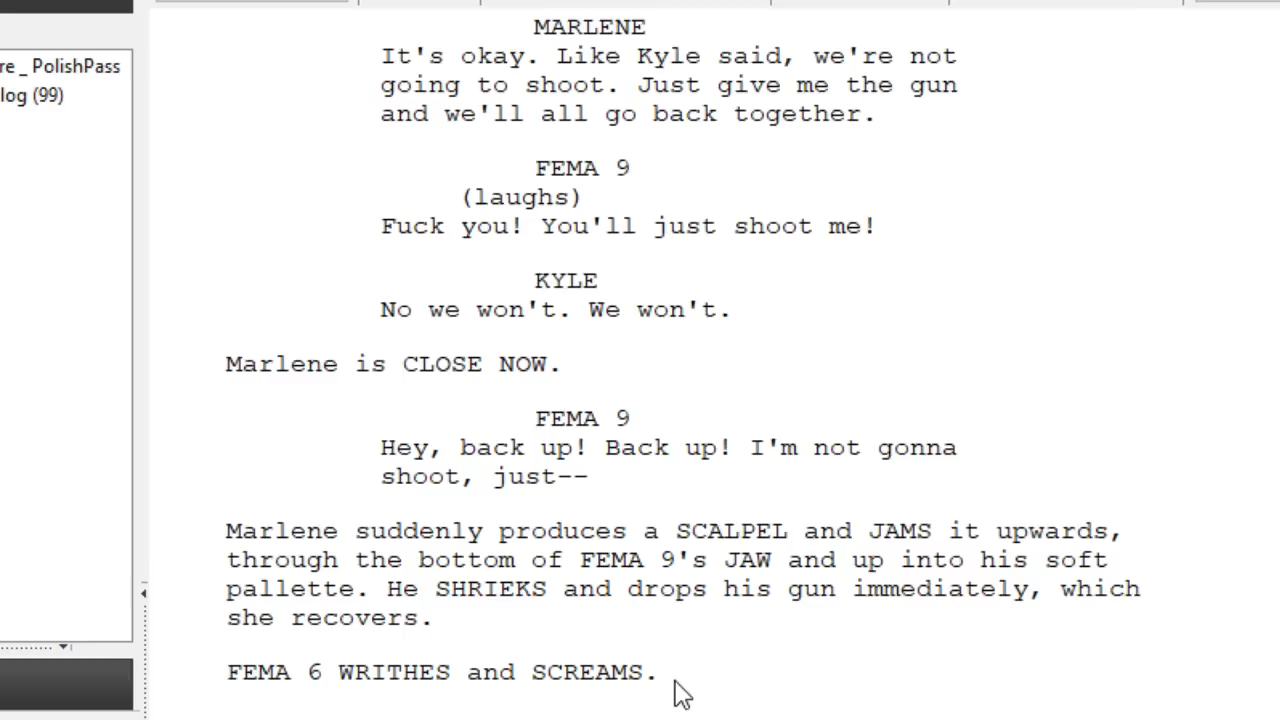 re _ PolishPass
log (99)
MARLENE
It's okay. Like Kyle said, we're not
going to shoot. Just give me the gun
and we'll all go back together.
FEMA 9
(laughs)
Fuck you! You'll just shoot me!
KYLE
No we won't. We won't.
Marlene is CLOSE NOW.
FEMA 9
Hey, back up! Back up! I'm not gonna
shoot, just--
Marlene suddenly produces a SCALPEL and JAMS it upwards,
through the bottom of FEMA 9's JAW and up into his soft
pallette. He SHRIEKS and drops his gun immediately, which
she recovers.
FEMA 6 WRITHES and SCREAMS.